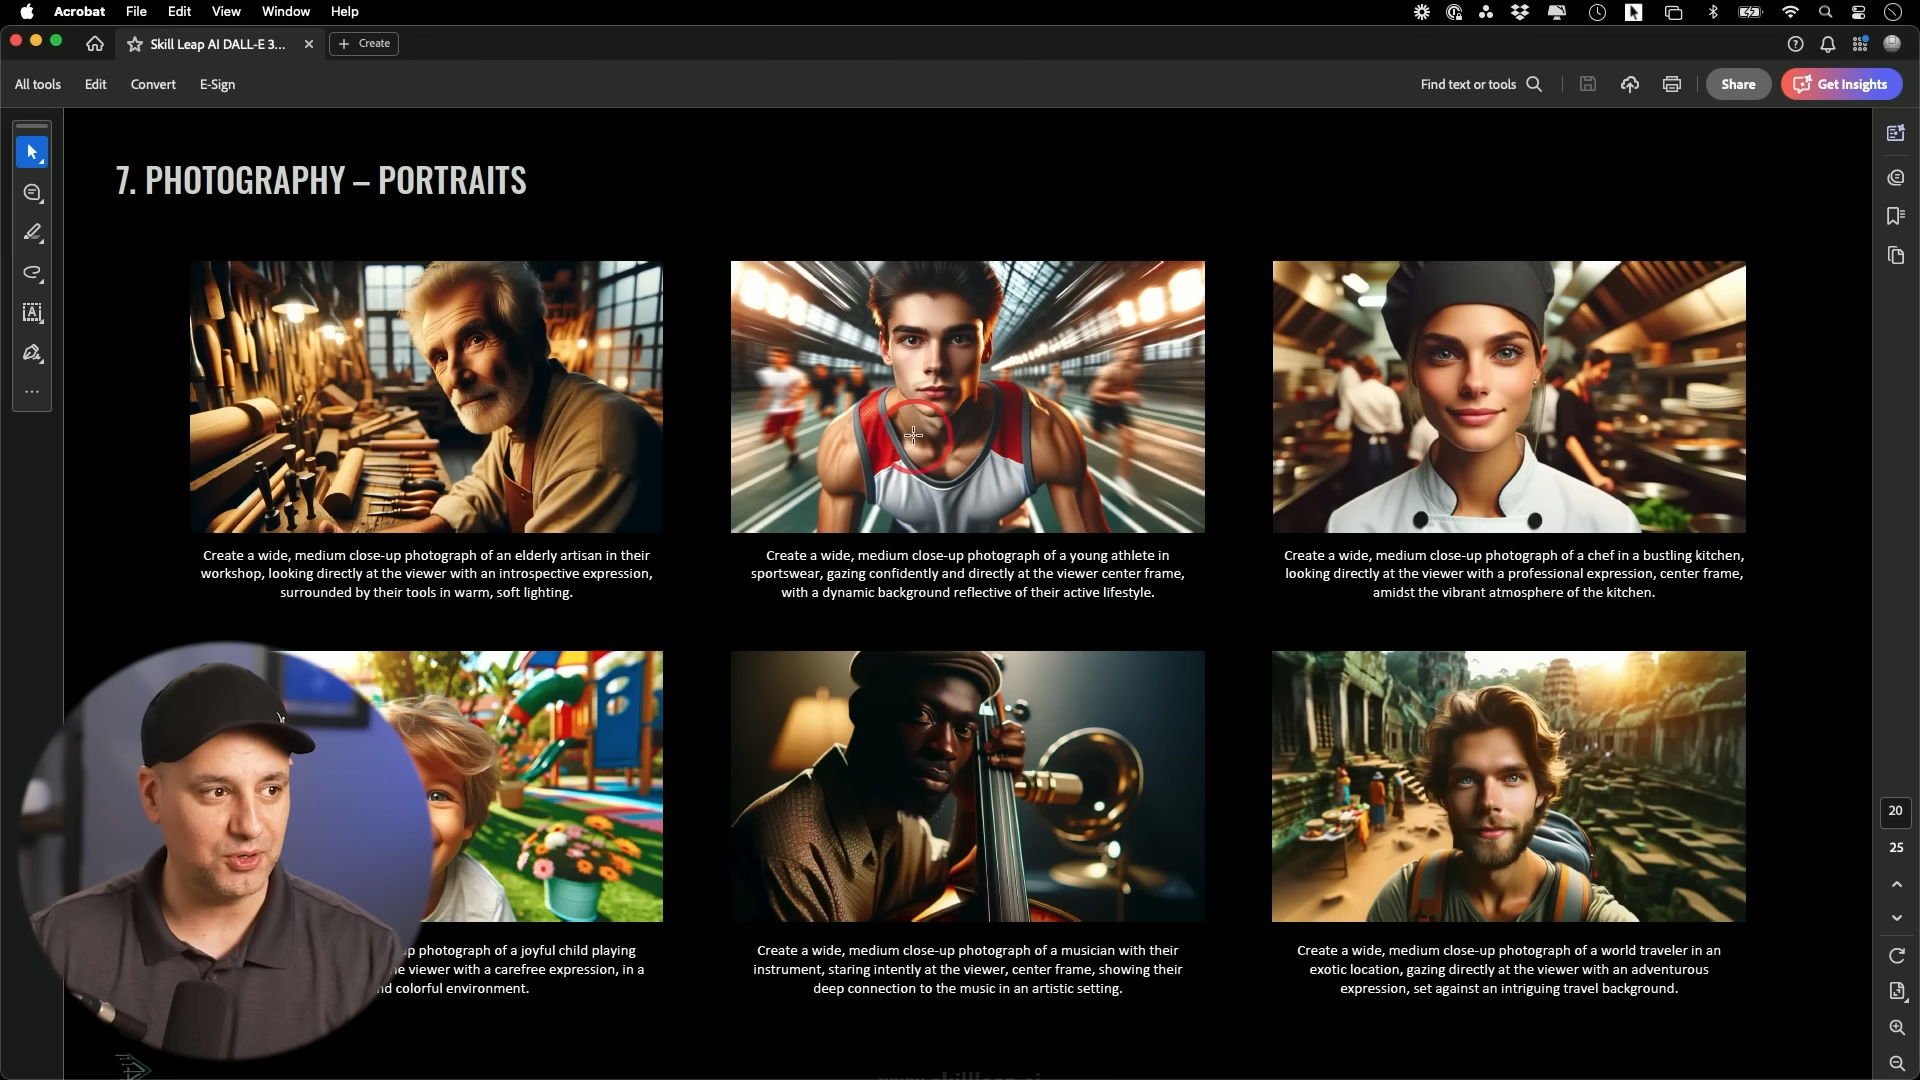 Acrobat File Edit View Window Help
Skill Leap AI DALL-E 3...
Create
All tools Edit Convert E-Sign
Find text or tools
Share
Get Insights
7. PHOTOGRAPHY – PORTRAITS
Create a wide, medium close-up photograph of an elderly artisan in their
workshop, looking directly at the viewer with an introspective expression,
surrounded by their tools in warm, soft lighting.
Create a wide, medium close-up photograph of a young athlete in
sportswear, gazing confidently and directly at the viewer center frame,
with a dynamic background reflective of their active lifestyle.
Create a wide, medium close-up photograph of a chef in a bustling kitchen,
looking directly at the viewer with a professional expression, center frame,
amidst the vibrant atmosphere of the kitchen.
photograph of a joyful child playing
viewer with a carefree expression, in a
colorful environment.
Create a wide, medium close-up photograph of a musician with their
instrument, staring intently at the viewer, center frame, showing their
deep connection to the music in an artistic setting.
Create a wide, medium close-up photograph of a world traveler in an
exotic location, gazing directly at the viewer with an adventurous
expression, set against an intriguing travel background.
20
25